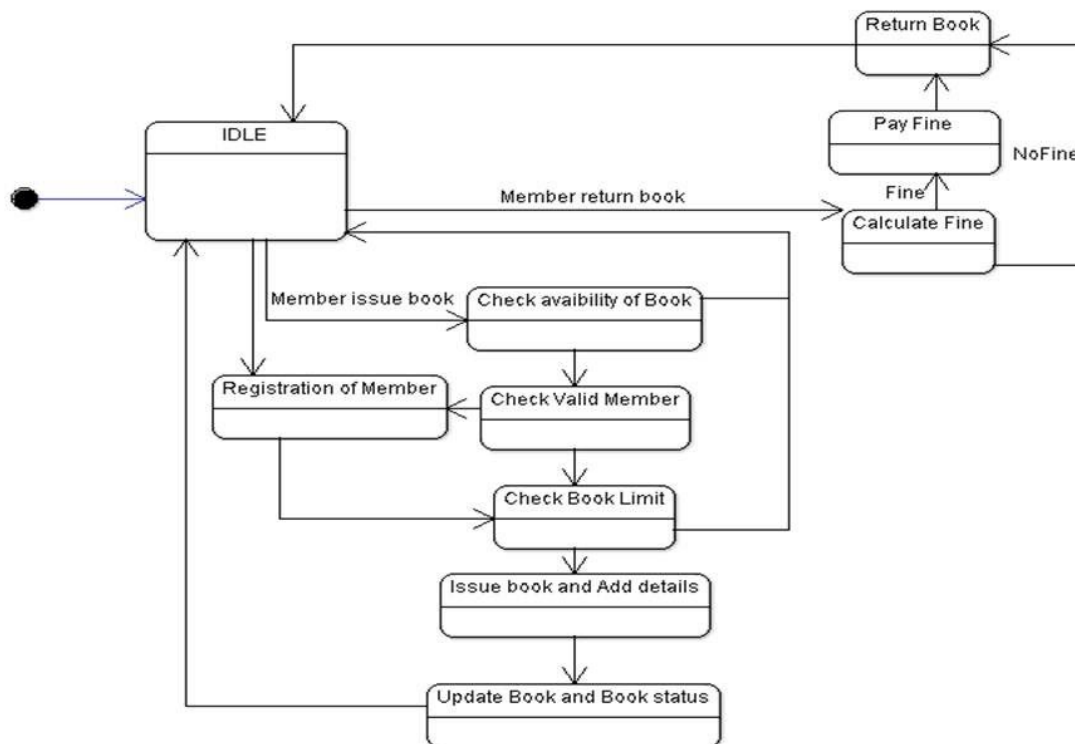 Return Book
IDLE
Pay Fine
NoFine
Fine
Member return book
Calculate Fine
Member issue book
Check avaibility of Book
Registration of Member
Check Valid Member
Check Book Limit
Issue book and Add details
Update Book and Book status